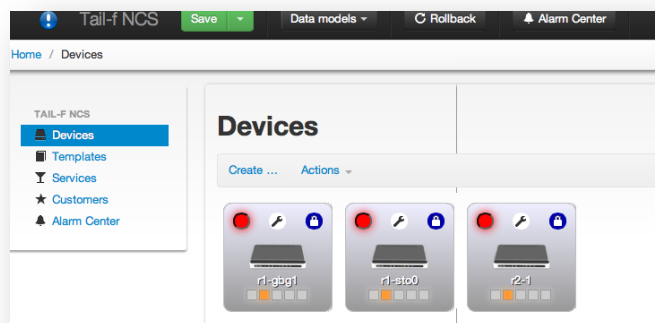 Tail-f NCS Save Data models Rollback Alarm Center
Home / Devices
TAIL-F NCS
Devices
Templates
Services
Customers
Alarm Center
Devices
Create ... Actions
r1-gbg1 r1-sto0 r2-1